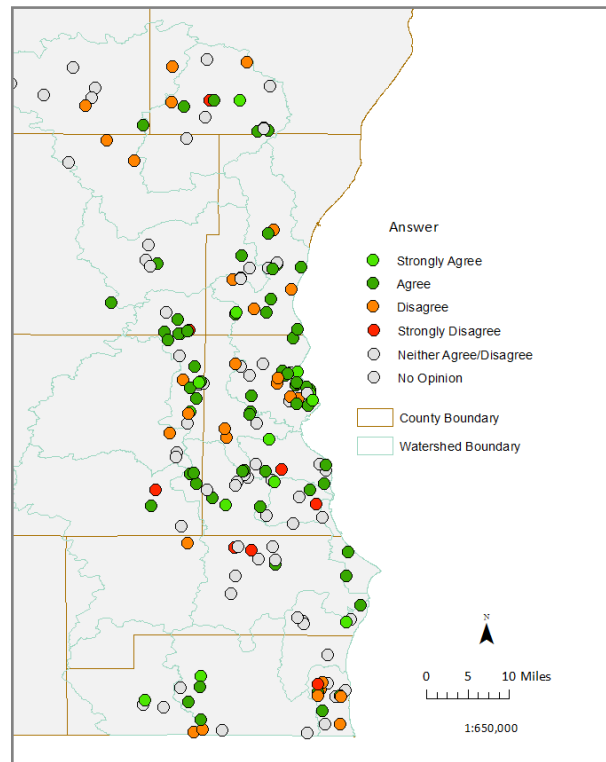 Answer
Strongly Agree
Agree
Disagree
Strongly Disagree
Neither Agree/Disagree
No Opinion
County Boundary
Watershed Boundary
N
0 5 10 Miles
1:650,000